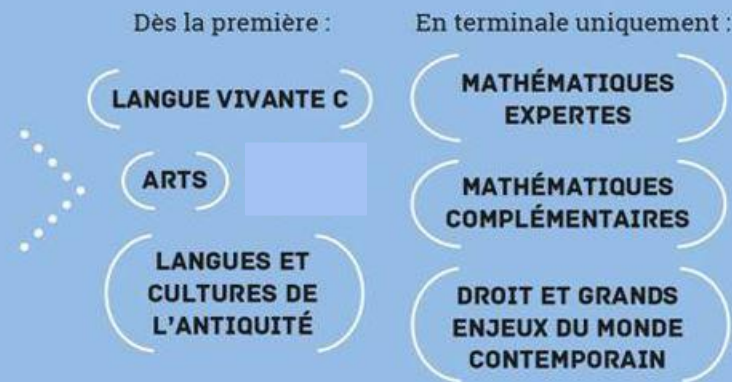 Dès la première :
LANGUE VIVANTE C
ARTS
LANGUES ET
CULTURES DE
L'ANTIQUITÉ
En terminale uniquement :
MATHÉMATIQUES
EXPERTES
MATHÉMATIQUES
COMPLÉMENTAIRES
DROIT ET GRANDS
ENJEUX DU MONDE
CONTEMPORAIN